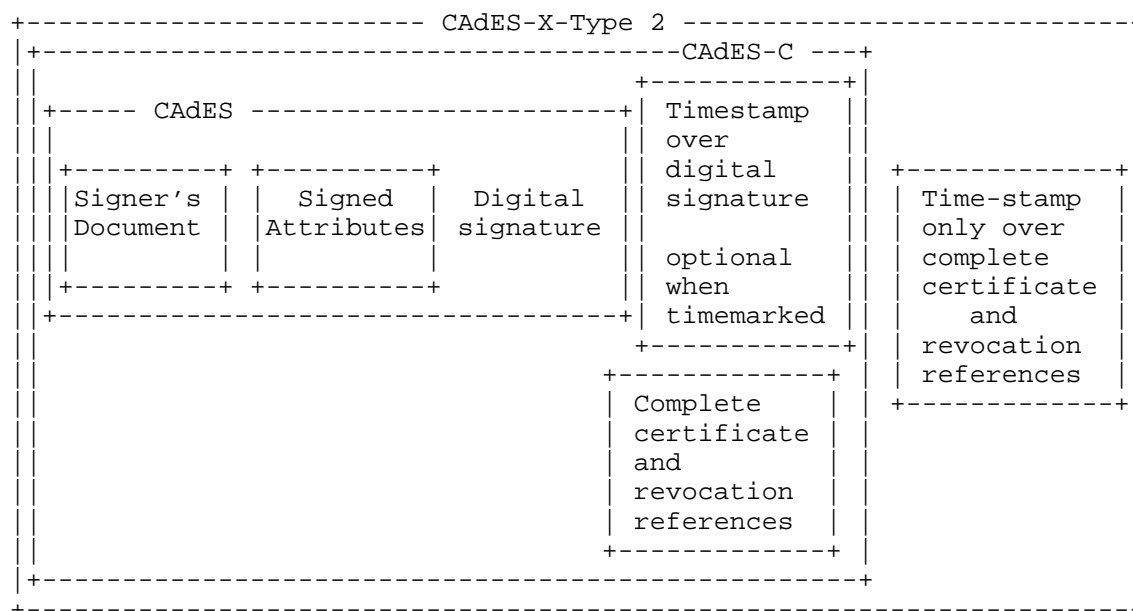 CAdES-X-Type 2
CAdES-C
CAdES
Signer's
Document
Signed
Attributes
Digital
signature
Timestamp
over
digital
signature
optional
when
timemarked
Complete
certificate
and
revocation
references
Time-stamp
only over
complete
certificate
and
revocation
references